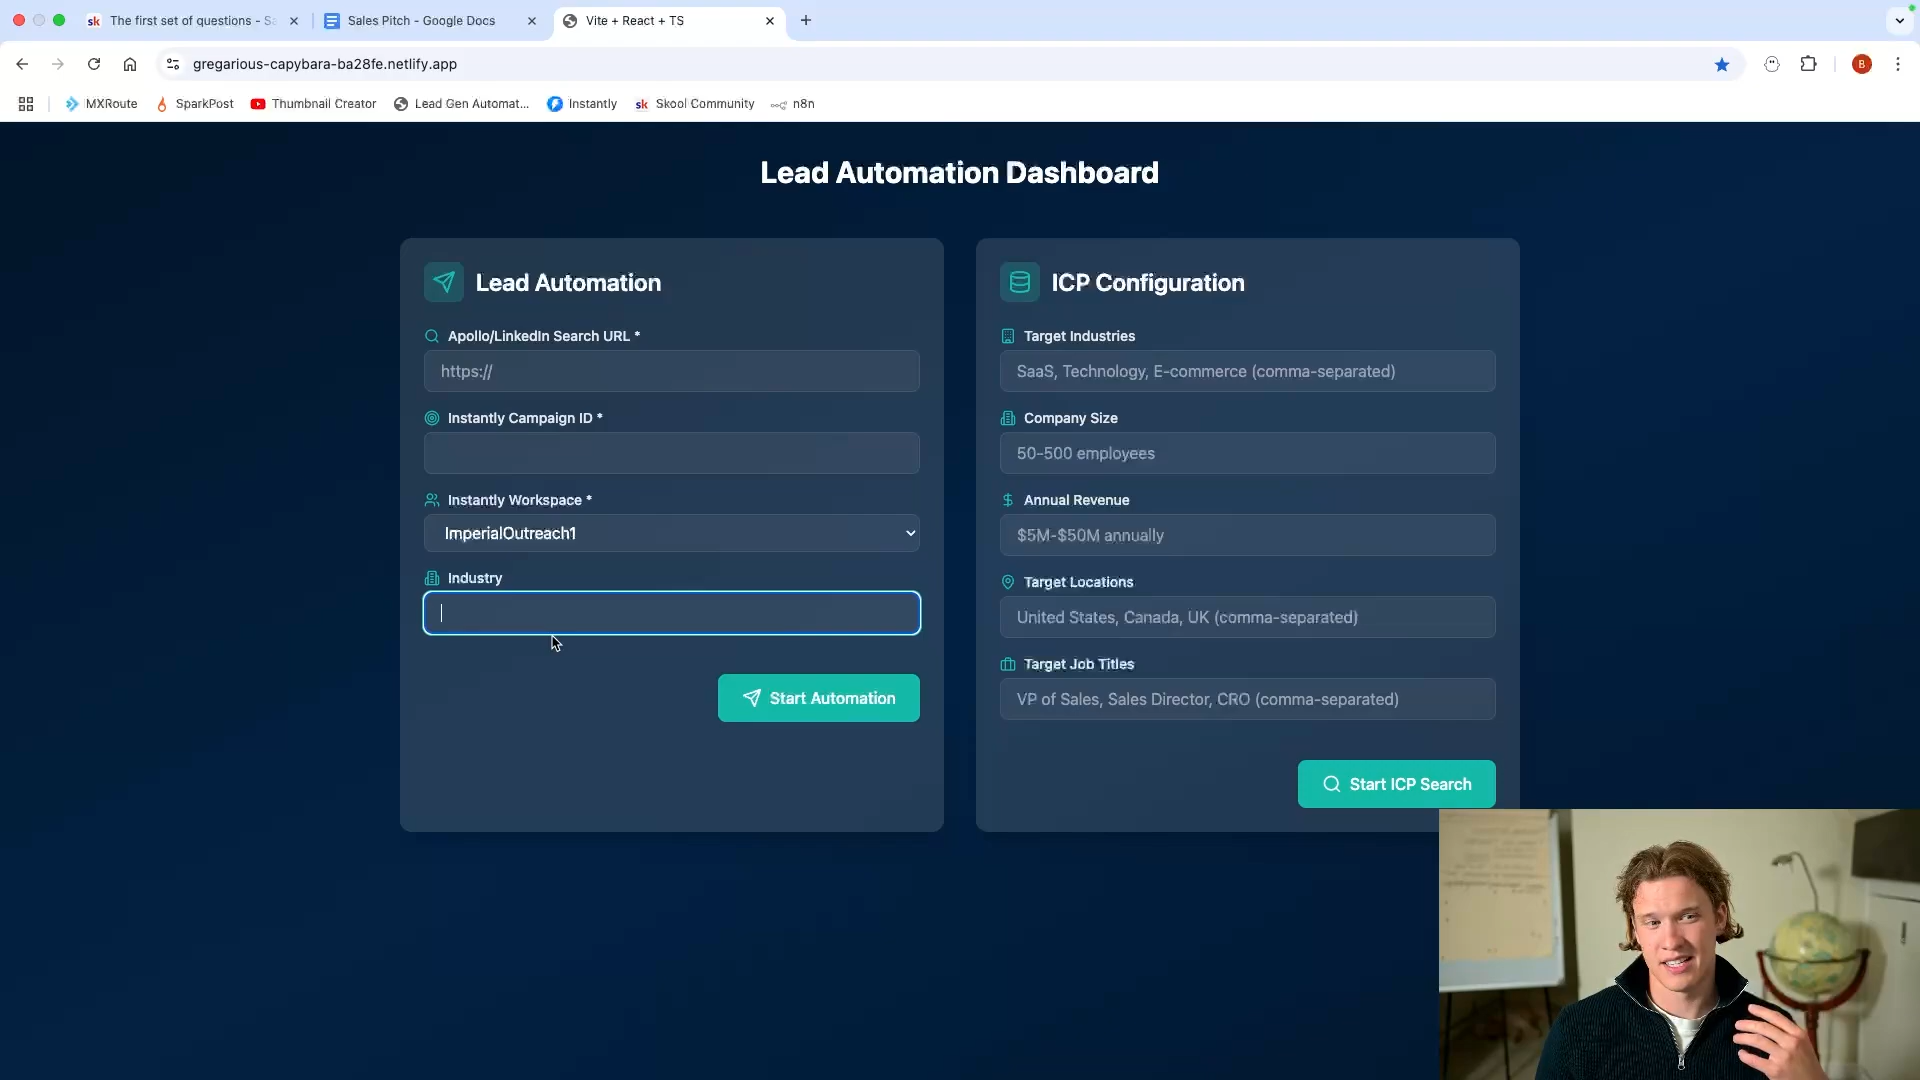 The first set of questions - S
Sales Pitch - Google Docs
Vite + React + TS
gregarious-capybara-ba28fe.netlify.app
B
MXRoute
SparkPost
Thumbnail Creator
Lead Gen Automat...
Instantly
sk Skool Community
n8n
Lead Automation Dashboard
Lead Automation
Apollo/LinkedIn Search URL *
https://
Instantly Campaign ID *
Instantly Workspace *
ImperialOutreach1
Industry
Start Automation
ICP Configuration
Target Industries
SaaS, Technology, E-commerce (comma-separated)
Company Size
50-500 employees
Annual Revenue
$5M-$50M annually
Target Locations
United States, Canada, UK (comma-separated)
Target Job Titles
VP of Sales, Sales Director, CRO (comma-separated)
Start ICP Search